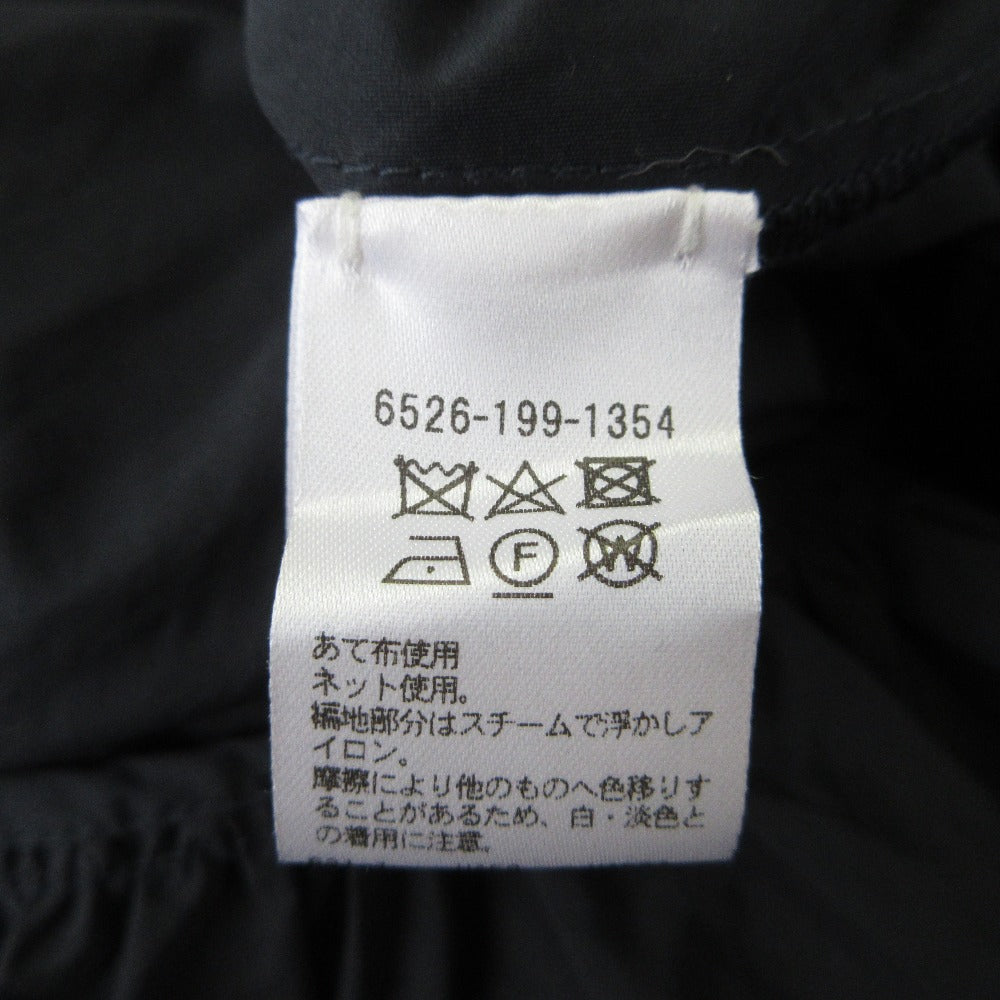 6526-199-1354
F
W
あて布使用
ネット使用。
編地部分はスチームで浮かしア
イロン。
摩擦により他のものへ色移りす
ることがあるため、白・淡色と
の着用に注意。